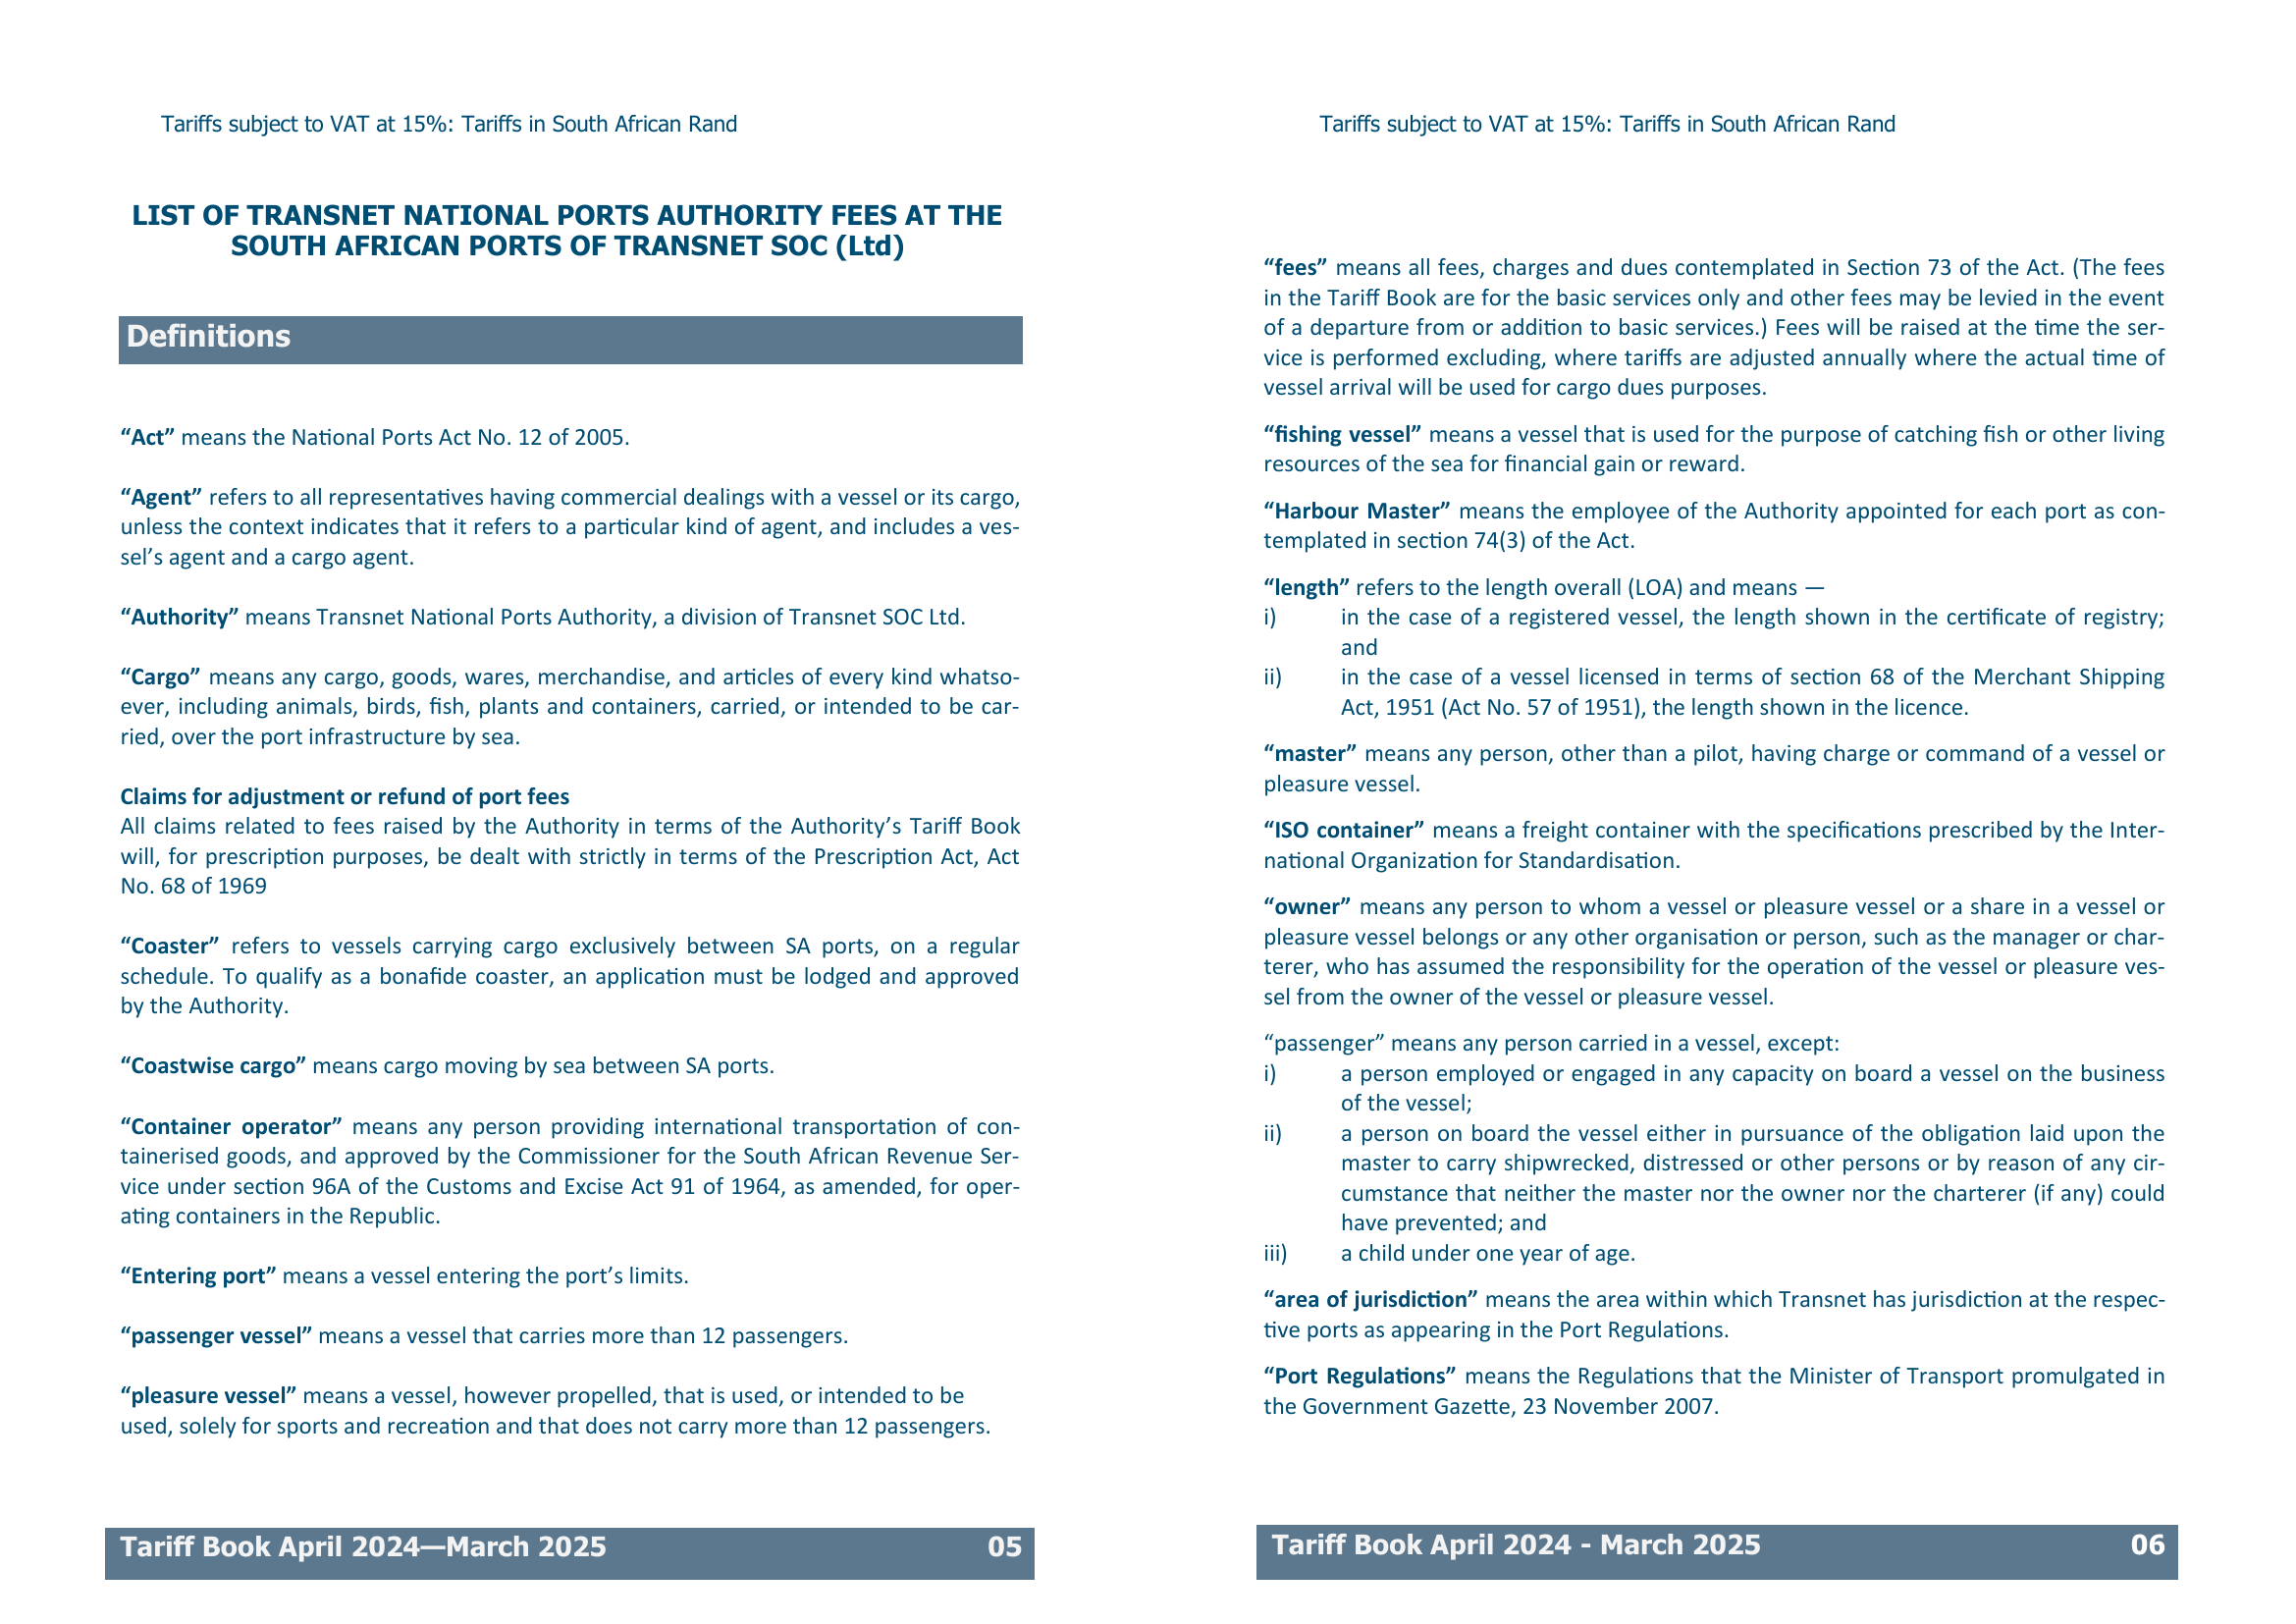 Tariffs subject to VAT at 15%: Tariffs in South African Rand
LIST OF TRANSNET NATIONAL PORTS AUTHORITY FEES AT THE
SOUTH AFRICAN PORTS OF TRANSNET SOC (Ltd)
Definitions
“Act” means the National Ports Act No. 12 of 2005.
“Agent” refers to all representatives having commercial dealings with a vessel or its cargo,
unless the context indicates that it refers to a particular kind of agent, and includes a ves-
sel’s agent and a cargo agent.
“Authority” means Transnet National Ports Authority, a division of Transnet SOC Ltd.
“Cargo” means any cargo, goods, wares, merchandise, and articles of every kind whatso-
ever, including animals, birds, fish, plants and containers, carried, or intended to be car-
ried, over the port infrastructure by sea.
Claims for adjustment or refund of port fees
All claims related to fees raised by the Authority in terms of the Authority’s Tariff Book
will, for prescription purposes, be dealt with strictly in terms of the Prescription Act, Act
No. 68 of 1969
“Coaster” refers to vessels carrying cargo exclusively between SA ports, on a regular
schedule. To qualify as a bonafide coaster, an application must be lodged and approved
by the Authority.
“Coastwise cargo” means cargo moving by sea between SA ports.
“Container operator” means any person providing international transportation of con-
tainerised goods, and approved by the Commissioner for the South African Revenue Ser-
vice under section 96A of the Customs and Excise Act 91 of 1964, as amended, for oper-
ating containers in the Republic.
“Entering port” means a vessel entering the port’s limits.
“passenger vessel” means a vessel that carries more than 12 passengers.
“pleasure vessel” means a vessel, however propelled, that is used, or intended to be
used, solely for sports and recreation and that does not carry more than 12 passengers.
Tariff Book April 2024—March 2025 05
Tariffs subject to VAT at 15%: Tariffs in South African Rand
“fees” means all fees, charges and dues contemplated in Section 73 of the Act. (The fees
in the Tariff Book are for the basic services only and other fees may be levied in the event
of a departure from or addition to basic services.) Fees will be raised at the time the ser-
vice is performed excluding, where tariffs are adjusted annually where the actual time of
vessel arrival will be used for cargo dues purposes.
“fishing vessel” means a vessel that is used for the purpose of catching fish or other living
resources of the sea for financial gain or reward.
“Harbour Master” means the employee of the Authority appointed for each port as con-
templated in section 74(3) of the Act.
“length” refers to the length overall (LOA) and means —
i) in the case of a registered vessel, the length shown in the certificate of registry;
and
ii) in the case of a vessel licensed in terms of section 68 of the Merchant Shipping
Act, 1951 (Act No. 57 of 1951), the length shown in the licence.
“master” means any person, other than a pilot, having charge or command of a vessel or
pleasure vessel.
“ISO container” means a freight container with the specifications prescribed by the Inter-
national Organization for Standardisation.
“owner” means any person to whom a vessel or pleasure vessel or a share in a vessel or
pleasure vessel belongs or any other organisation or person, such as the manager or char-
terer, who has assumed the responsibility for the operation of the vessel or pleasure ves-
sel from the owner of the vessel or pleasure vessel.
“passenger” means any person carried in a vessel, except:
i) a person employed or engaged in any capacity on board a vessel on the business
of the vessel;
ii) a person on board the vessel either in pursuance of the obligation laid upon the
master to carry shipwrecked, distressed or other persons or by reason of any cir-
cumstance that neither the master nor the owner nor the charterer (if any) could
have prevented; and
iii) a child under one year of age.
“area of jurisdiction” means the area within which Transnet has jurisdiction at the respec-
tive ports as appearing in the Port Regulations.
“Port Regulations” means the Regulations that the Minister of Transport promulgated in
the Government Gazette, 23 November 2007.
Tariff Book April 2024 - March 2025 06